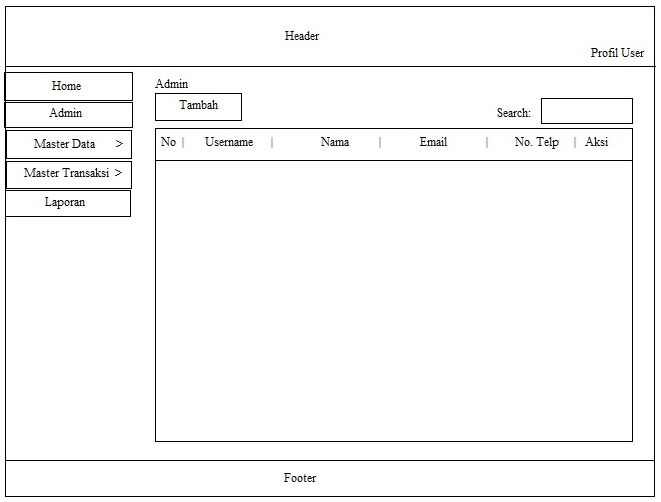 Header
Profil User
Home
Admin
Master Data >
Master Transaksi >
Laporan
Admin
Tambah
Search:
No | Username | Nama | Email | No. Telp | Aksi
Footer